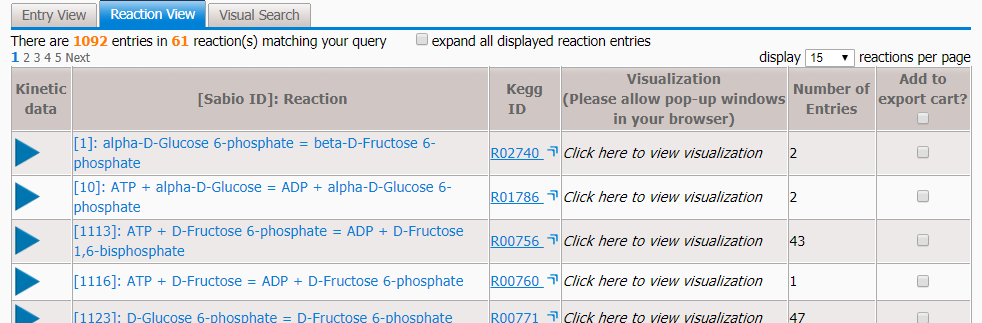 Entry View Reaction View Visual Search
There are 1092 entries in 61 reaction(s) matching your query expand all displayed reaction entries
1 2 3 4 5 Next display 15 reactions per page
Kinetic data [Sabio ID]: Reaction Kegg ID Visualization (Please allow pop-up windows in your browser) Number of Entries Add to export cart?
[1]: alpha-D-Glucose 6-phosphate = beta-D-Fructose 6-
phosphate R02740 Click here to view visualization 2
[10]: ATP + alpha-D-Glucose = ADP + alpha-D-Glucose 6-
phosphate R01786 Click here to view visualization 2
[1113]: ATP + D-Fructose 6-phosphate = ADP + D-Fructose
1,6-bisphosphate R00756 Click here to view visualization 43
[1116]: ATP + D-Fructose = ADP + D-Fructose 6-phosphate R00760 Click here to view visualization 1
[1123]: D-Glucose 6-phosphate = D-Fructose 6-phosphate R00771 Click here to view visualization 47